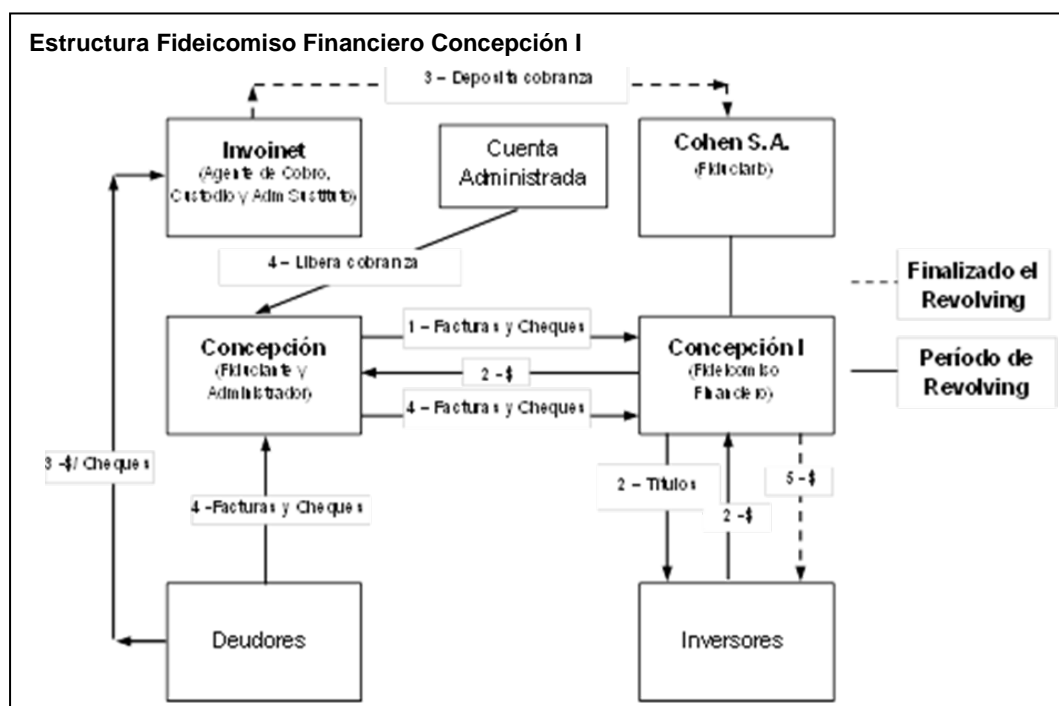 Estructura Fideicomiso Financiero Concepción I
3 – Deposita cobranza
Invoinet
(Agente de Cobro,
Custodio y Adm Sustituto)
Cuenta
Administrada
Cohen S.A.
(Fiduciario)
4 – Libera cobranza
Finalizado el
Revolving
Concepción
(Fiduciante y
Administrador)
1 – Facturas y Cheques
2 -$
4 – Facturas y Cheques
Concepción I
(Fideicomiso
Financiero)
Período de
Revolving
3 -$/ Cheques
4 -Facturas y Cheques
2 – Títulos
2 -$
5 -$
Deudores
Inversores